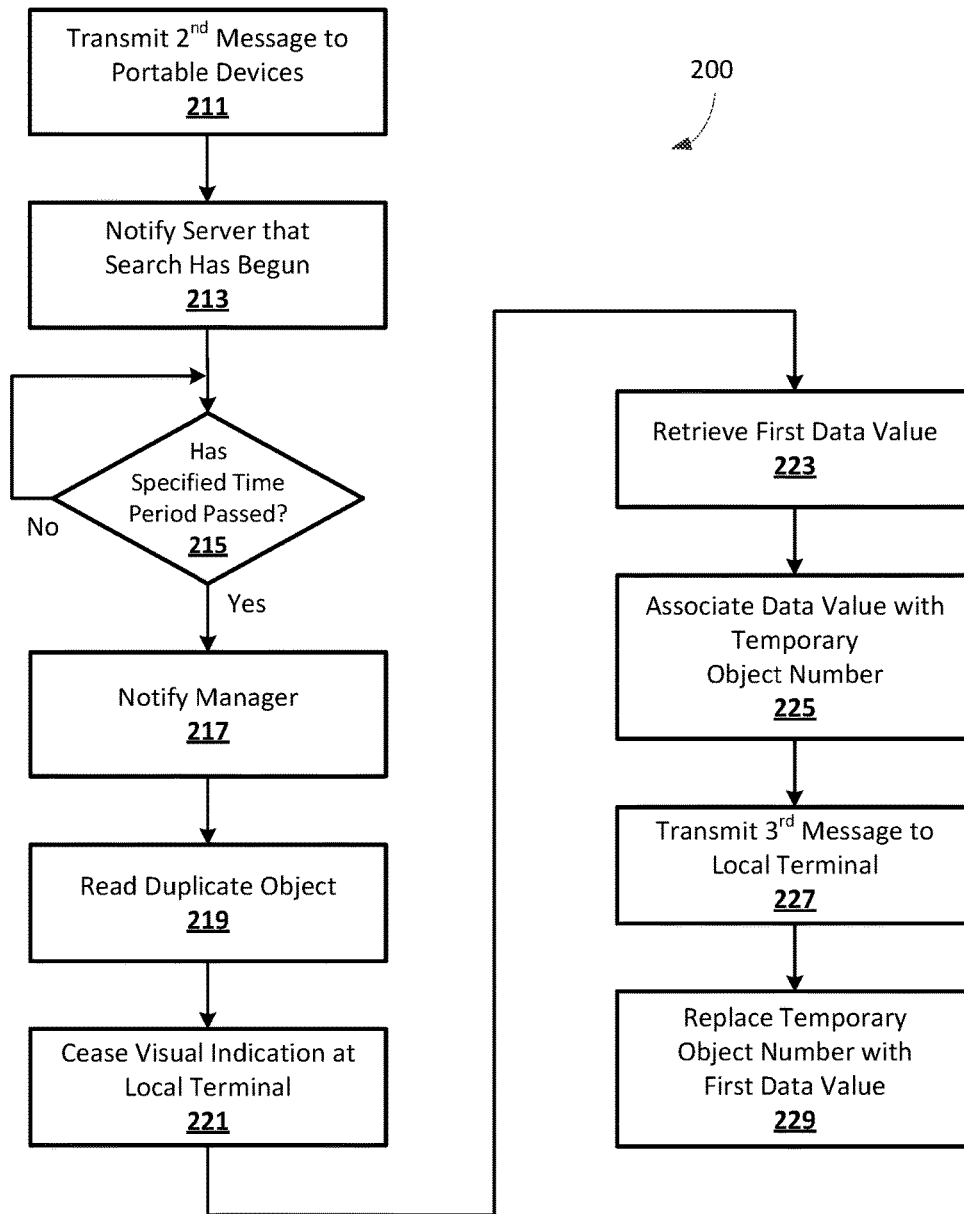 Transmit 2nd Message to
Portable Devices
211
200
Notify Server that
Search Has Begun
213
Has
Specified Time
Period Passed?
215
No
Yes
Notify Manager
217
Read Duplicate Object
219
Cease Visual Indication at
Local Terminal
221
Retrieve First Data Value
223
Associate Data Value with
Temporary
Object Number
225
Transmit 3rd Message to
Local Terminal
227
Replace Temporary
Object Number with
First Data Value
229